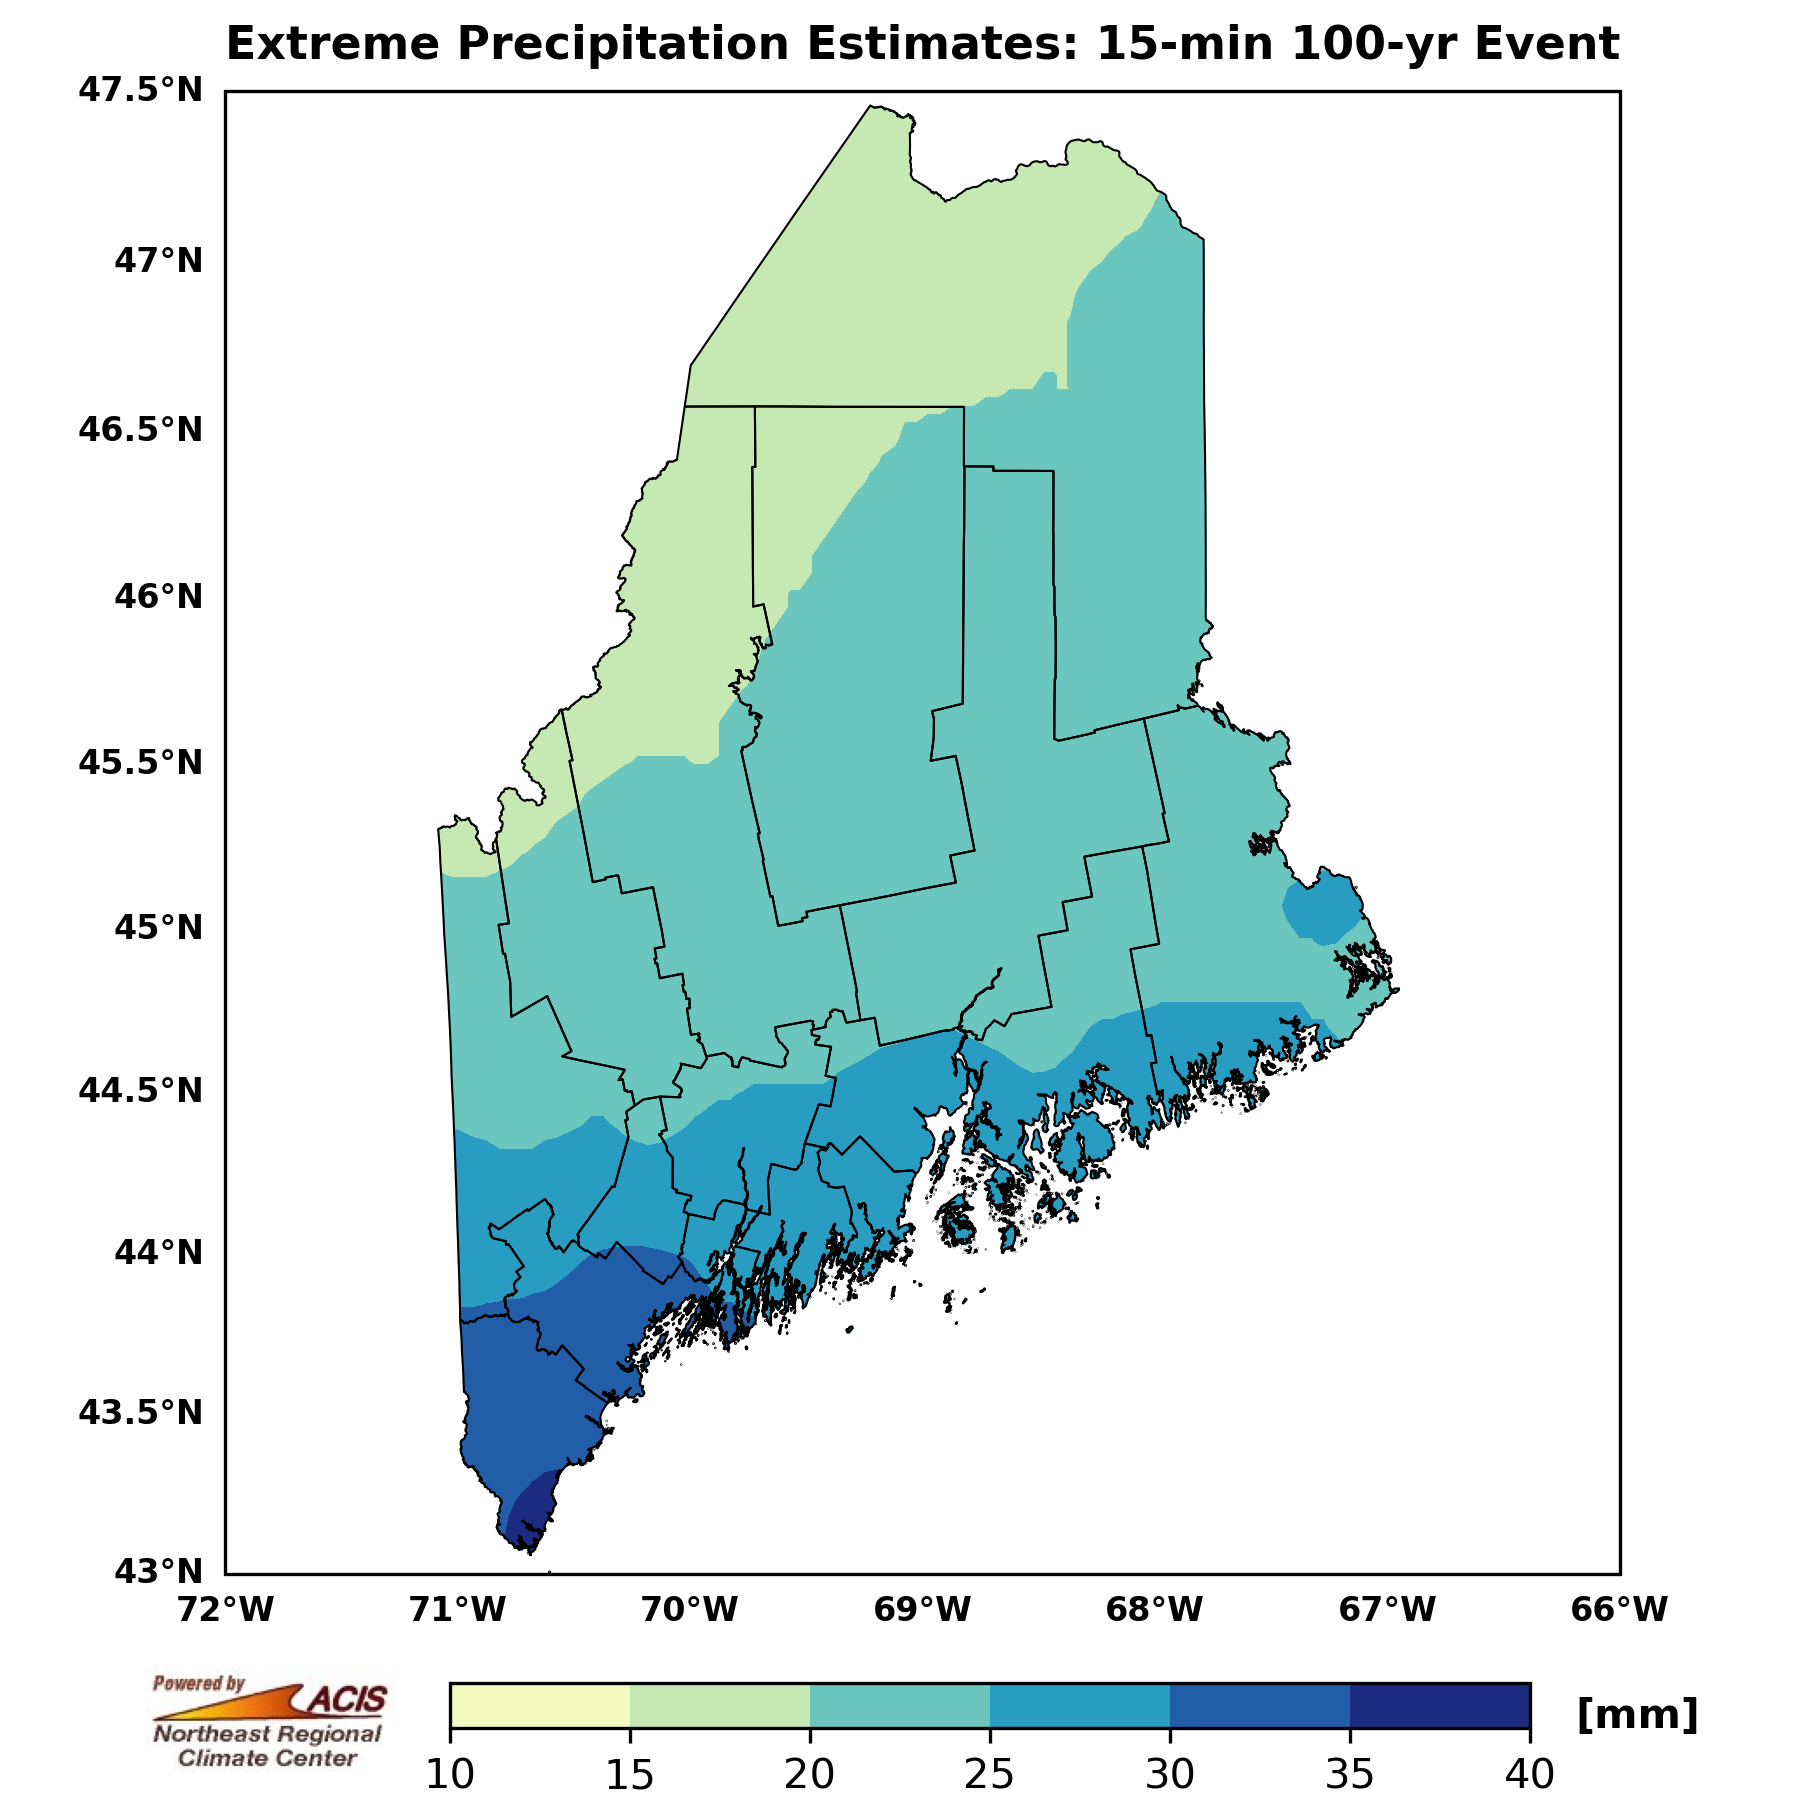 Extreme Precipitation Estimates: 15-min 100-yr Event
47.5°N
47°N
46.5°N
46°N
45.5°N
45°N
44.5°N
44°N
43.5°N
43°N
72°W 71°W 70°W 69°W 68°W 67°W 66°W
Powered by
ACIS
Northeast Regional
Climate Center
[mm]
10 15 20 25 30 35 40